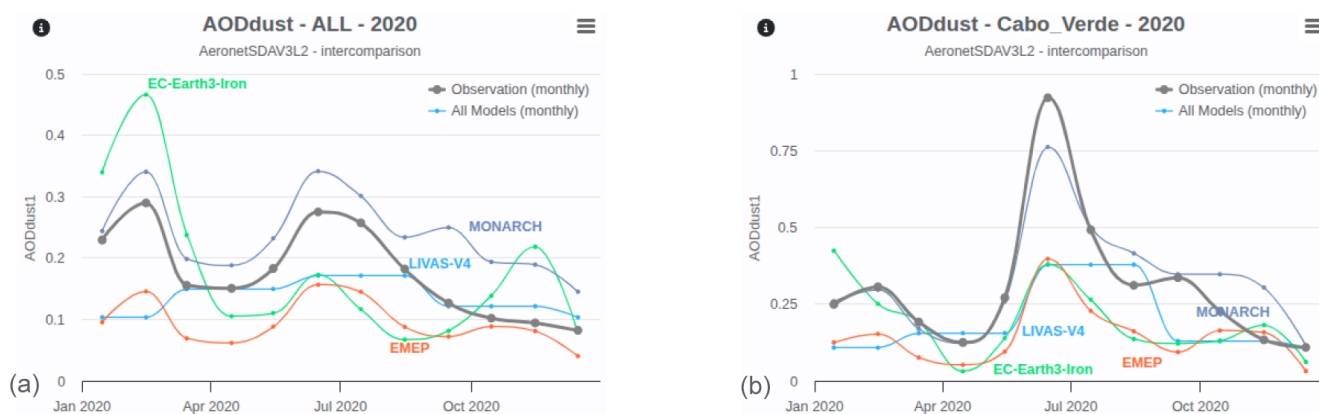 AODdust - ALL - 2020
AeronetSDAV3L2 - intercomparison
EC-Earth3-Iron
Observation (monthly)
All Models (monthly)
MONARCH
LIVAS-V4
EMEP
AODdust1
0.5
0.4
0.3
0.2
0.1
0
(a)
Jan 2020
Apr 2020
Jul 2020
Oct 2020
AODdust - Cabo_Verde - 2020
AeronetSDAV3L2 - intercomparison
Observation (monthly)
All Models (monthly)
MONARCH
LIVAS-V4
EMEP
EC-Earth3-Iron
AODdust1
1
0.75
0.5
0.25
0
(b)
Jan 2020
Apr 2020
Jul 2020
Oct 2020